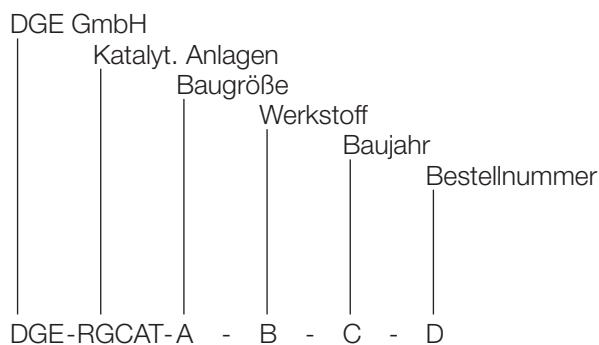 DGE GmbH
Katalyt. Anlagen
Baugröße
Werkstoff
Baujahr
Bestellnummer
DGE-RGCAT-A - B - C - D